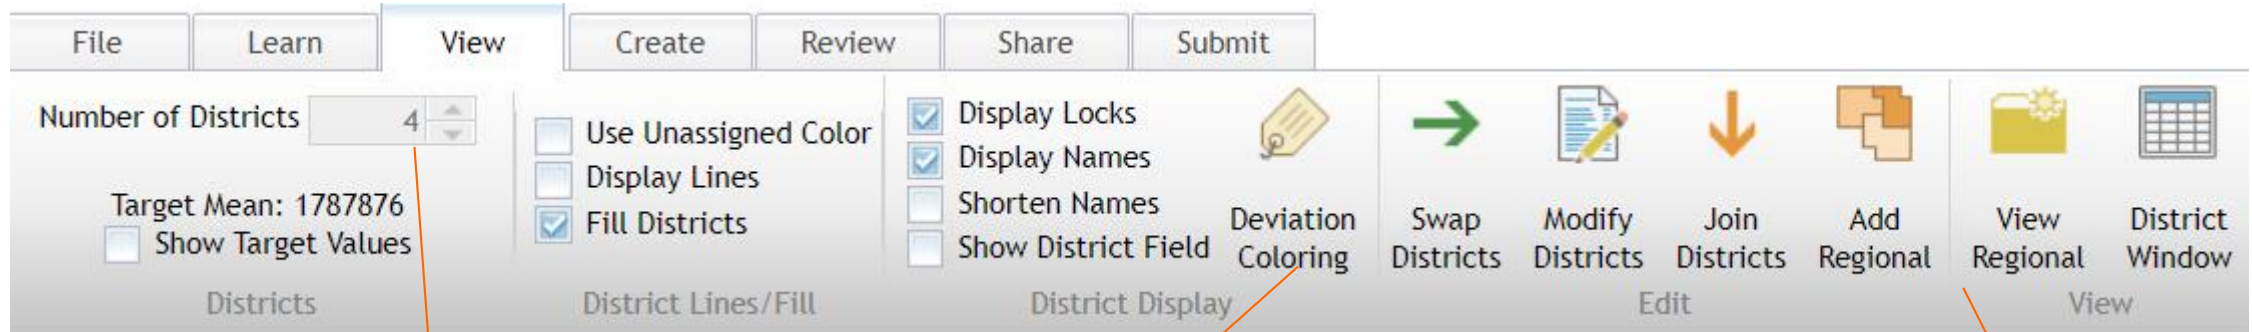 File Learn View Create Review Share Submit
Number of Districts 4
Target Mean: 1787876
Show Target Values
Districts
Use Unassigned Color
Display Lines
Fill Districts
District Lines/Fill
Display Locks
Display Names
Shorten Names
Show District Field
Deviation
Coloring
District Display
Swap
Districts
Modify
Districts
Join
Districts
Add
Regional
Edit
View
Regional
District
Window
View